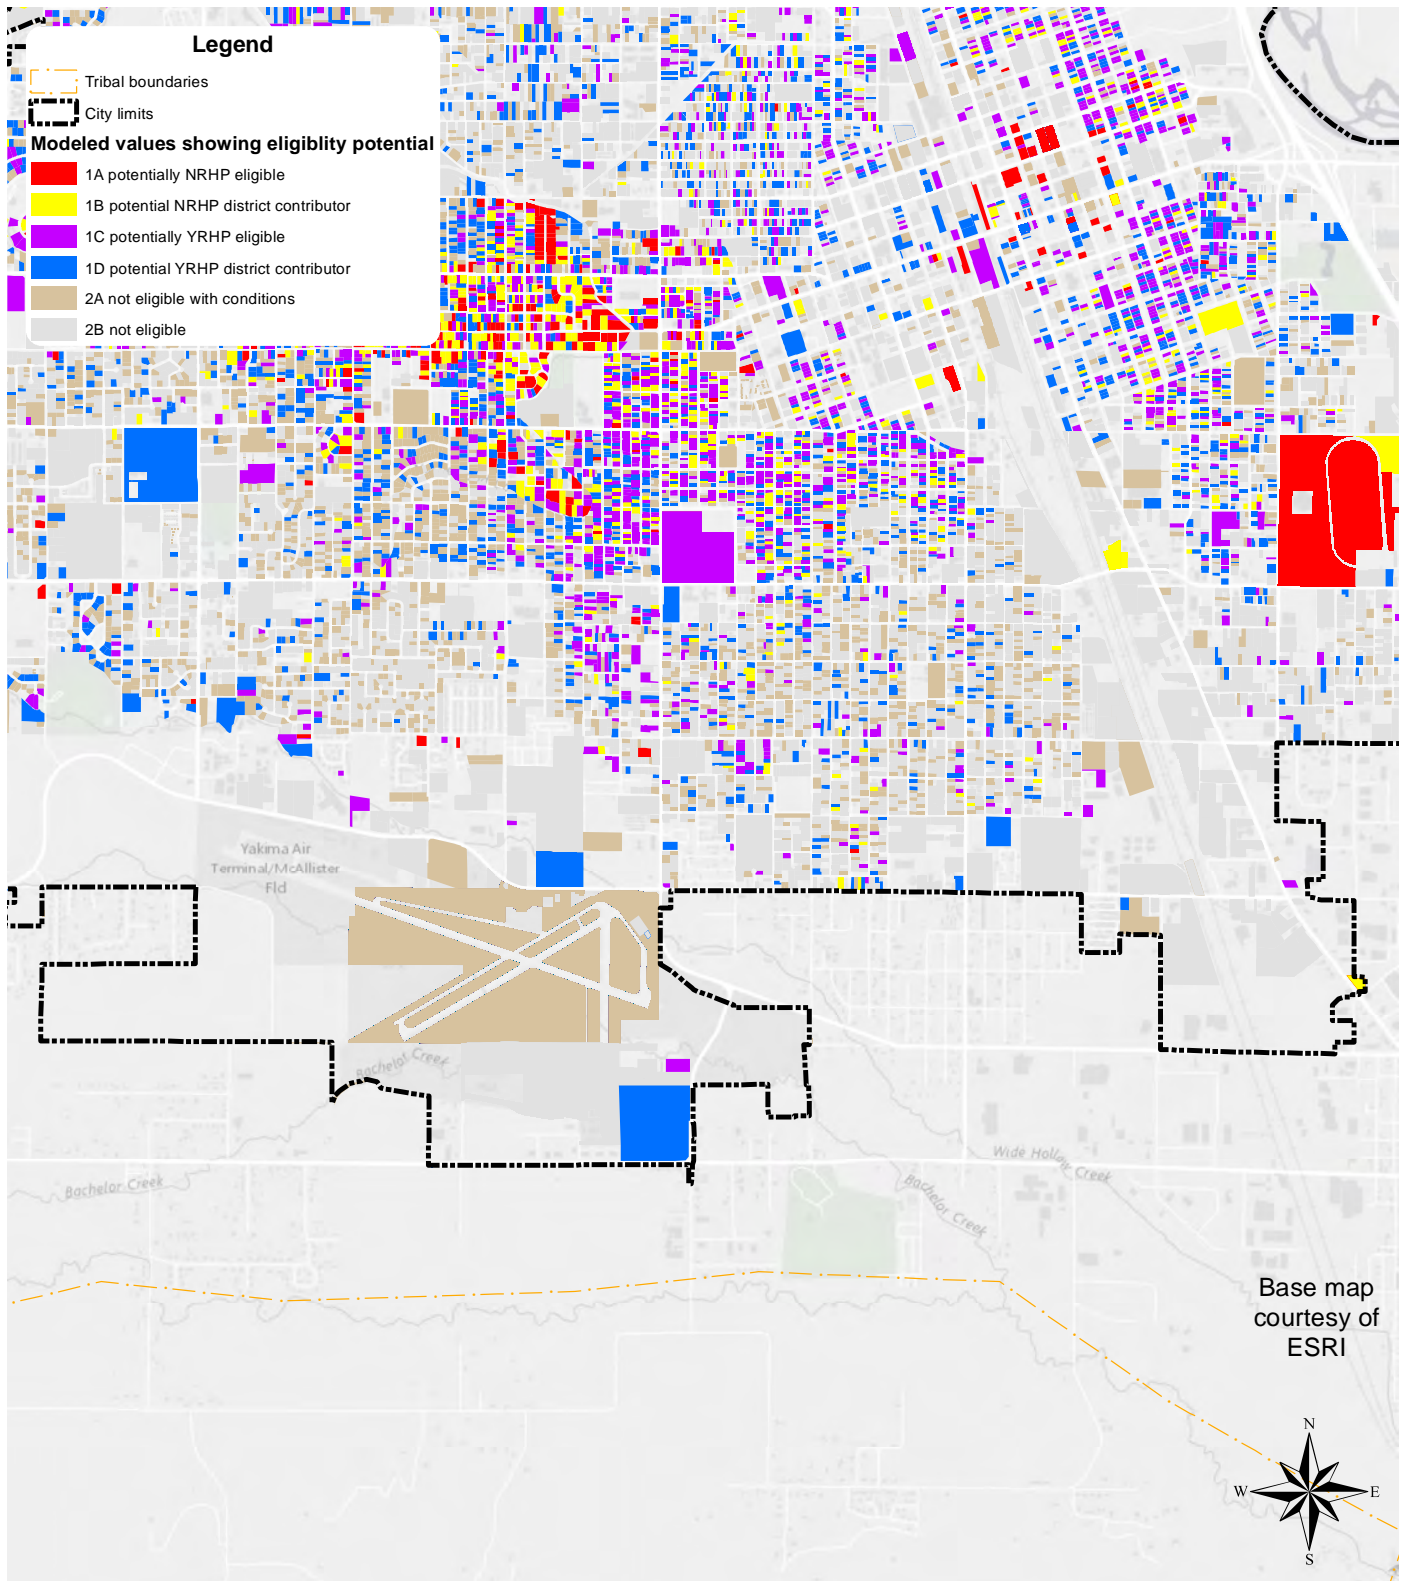 Legend
Tribal boundaries
City limits
Modeled values showing eligiblity potential
1A potentially NRHP eligible
1B potential NRHP district contributor
1C potentially YRHP eligible
1D potential YRHP district contributor
2A not eligible with conditions
2B not eligible
Yakima Air
Terminal/McAllister
Fld
Bachelor Creek
Wide Hollow Creek
Bachelor Creek
Bachelor Creek
Base map
courtesy of
ESRI
N
W
E
S